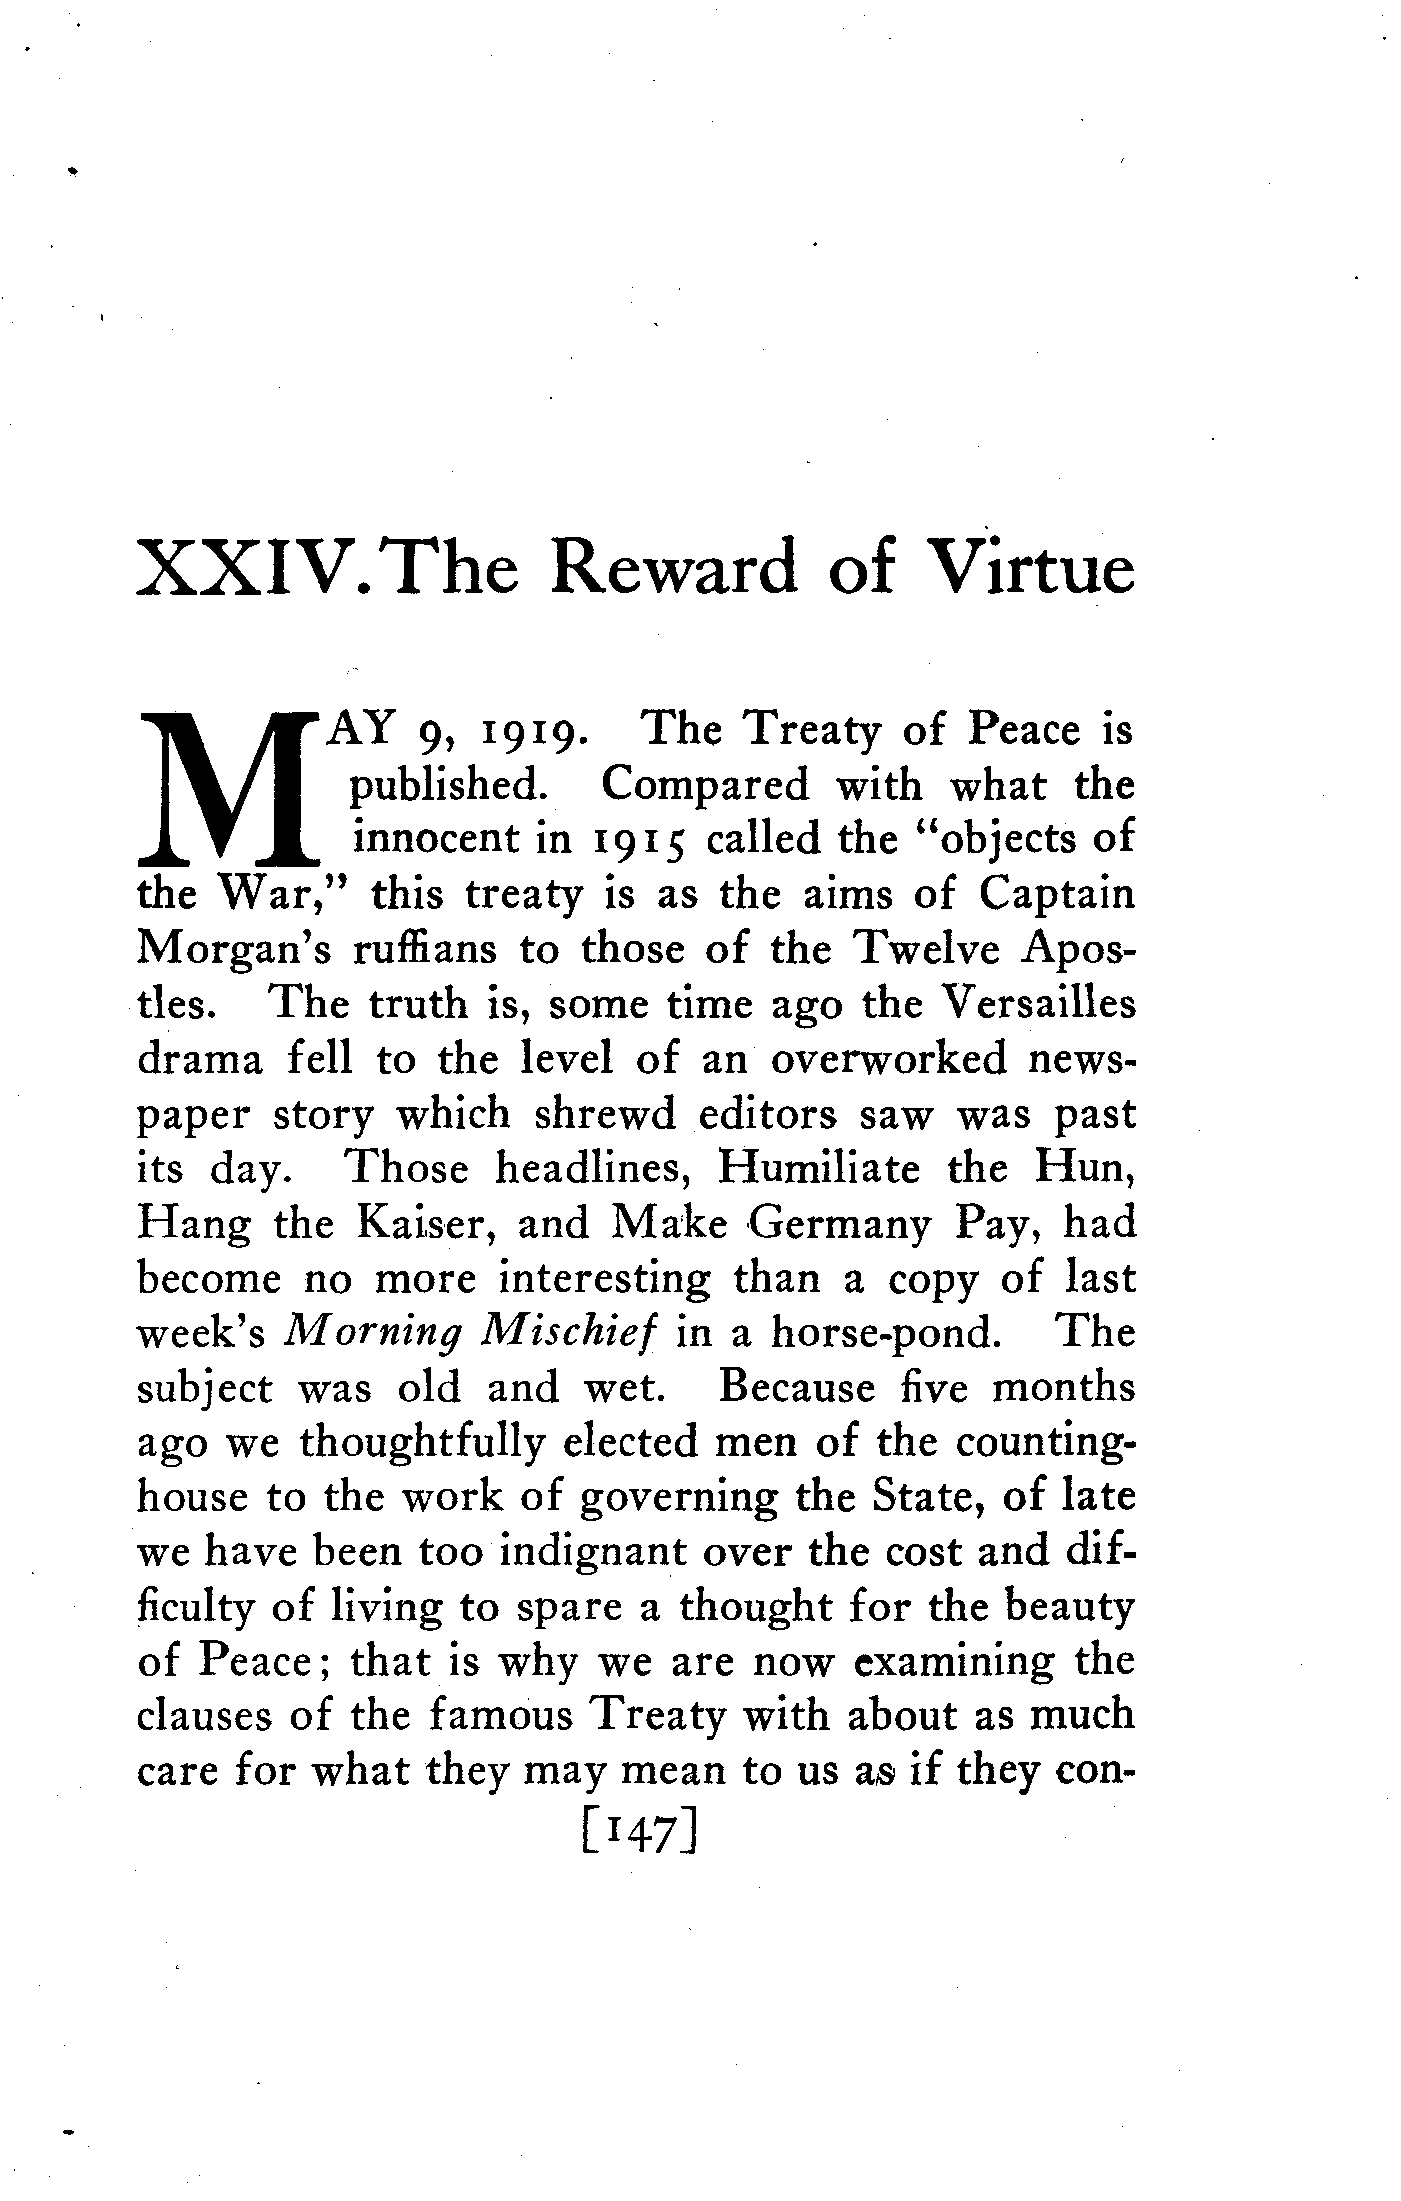 XXIV. The Reward of Virtue
MAY 9, 1919. The Treaty of Peace is
published. Compared with what the
innocent in 1915 called the “objects of
the War,” this treaty is as the aims of Captain
Morgan’s ruffians to those of the Twelve Apos-
tles. The truth is, some time ago the Versailles
drama fell to the level of an overworked news-
paper story which shrewd editors saw was past
its day. Those headlines, Humiliate the Hun,
Hang the Kaiser, and Make Germany Pay, had
become no more interesting than a copy of last
week’s Morning Mischief in a horse-pond. The
subject was old and wet. Because five months
ago we thoughtfully elected men of the counting-
house to the work of governing the State, of late
we have been too indignant over the cost and dif-
ficulty of living to spare a thought for the beauty
of Peace; that is why we are now examining the
clauses of the famous Treaty with about as much
care for what they may mean to us as if they con-
[147]